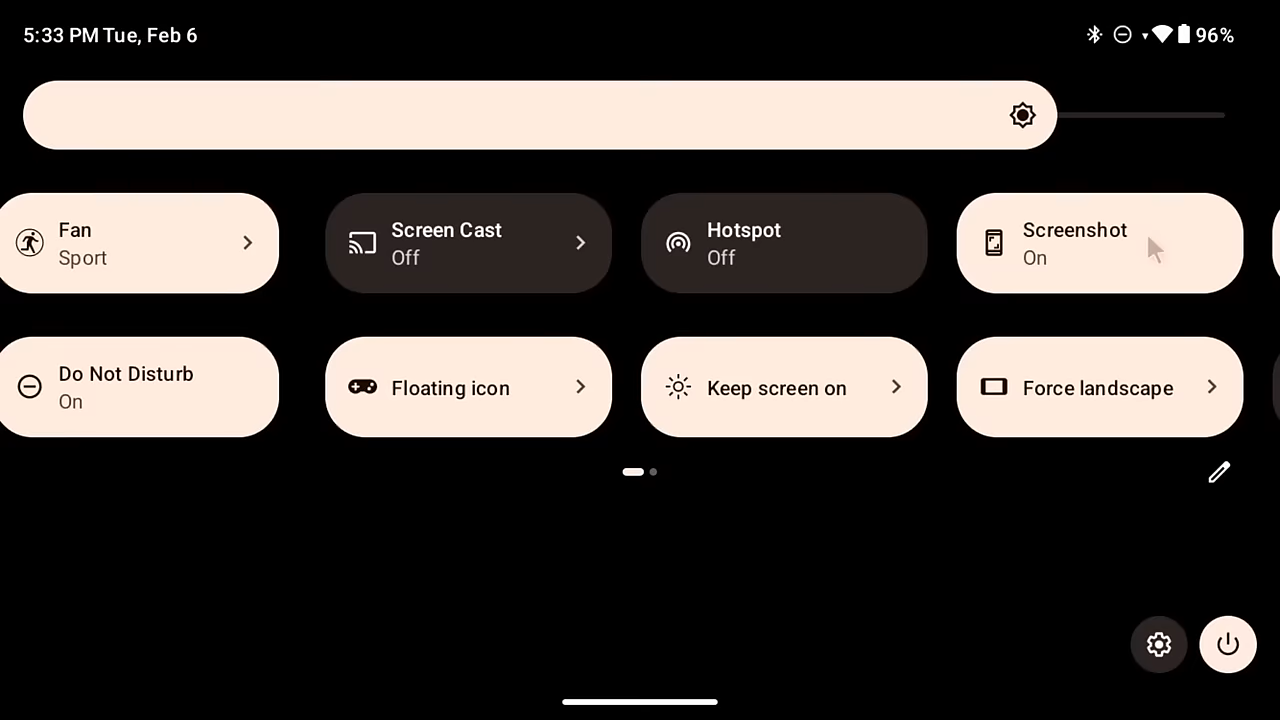 5:33 PM Tue, Feb 6
96%
Fan
Sport
Screen Cast
Off
Hotspot
Off
Screenshot
On
Do Not Disturb
On
Floating icon
Keep screen on
Force landscape